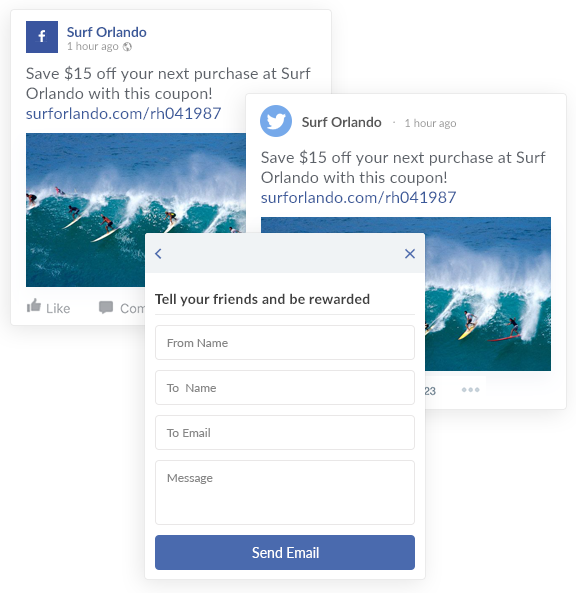 Surf Orlando
1 hour ago
Save $15 off your next purchase at Surf
Orlando with this coupon!
surforlando.com/rh041987
Like
Com
Surf Orlando · 1 hour ago
Save $15 off your next purchase at Surf
Orlando with this coupon!
surforlando.com/rh041987
23
Tell your friends and be rewarded
From Name
To Name
To Email
Message
Send Email